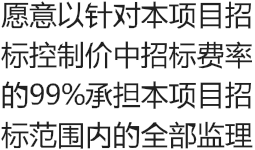 愿意以针对本项目招
标控制价中招标费率
的99%承担本项目招
标范围内的全部监理